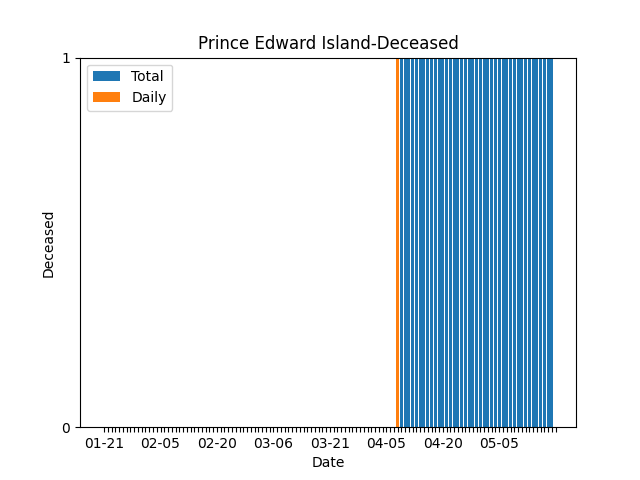 Prince Edward Island-Deceased
1
Total
Daily
Deceased
0
01-21 02-05 02-20 03-06 03-21 04-05 04-20 05-05
Date